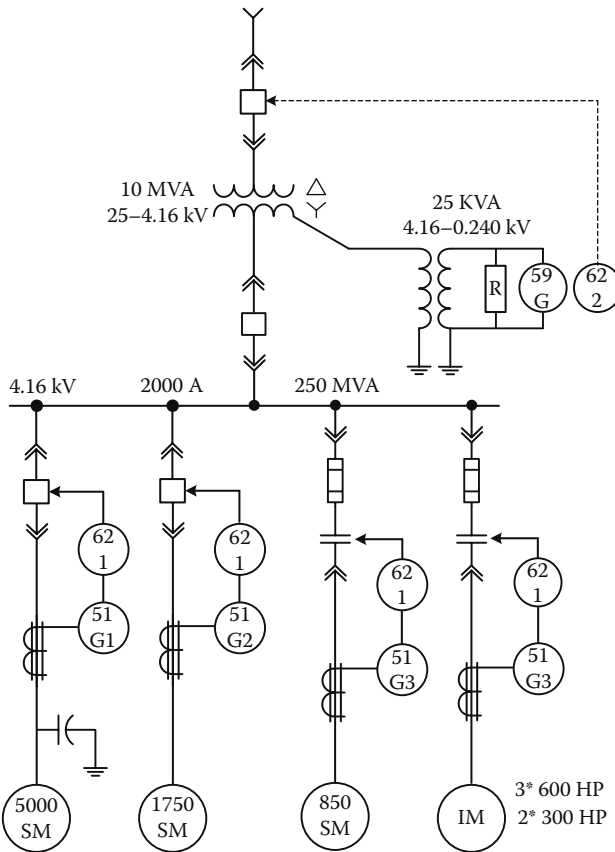 10 MVA
25–4.16 kV
25 KVA
4.16–0.240 kV
R
59
G
62
2
4.16 kV
2000 A
250 MVA
62
1
62
1
62
1
62
1
51
G1
51
G2
51
G3
51
G3
5000
SM
1750
SM
850
SM
IM
3* 600 HP
2* 300 HP